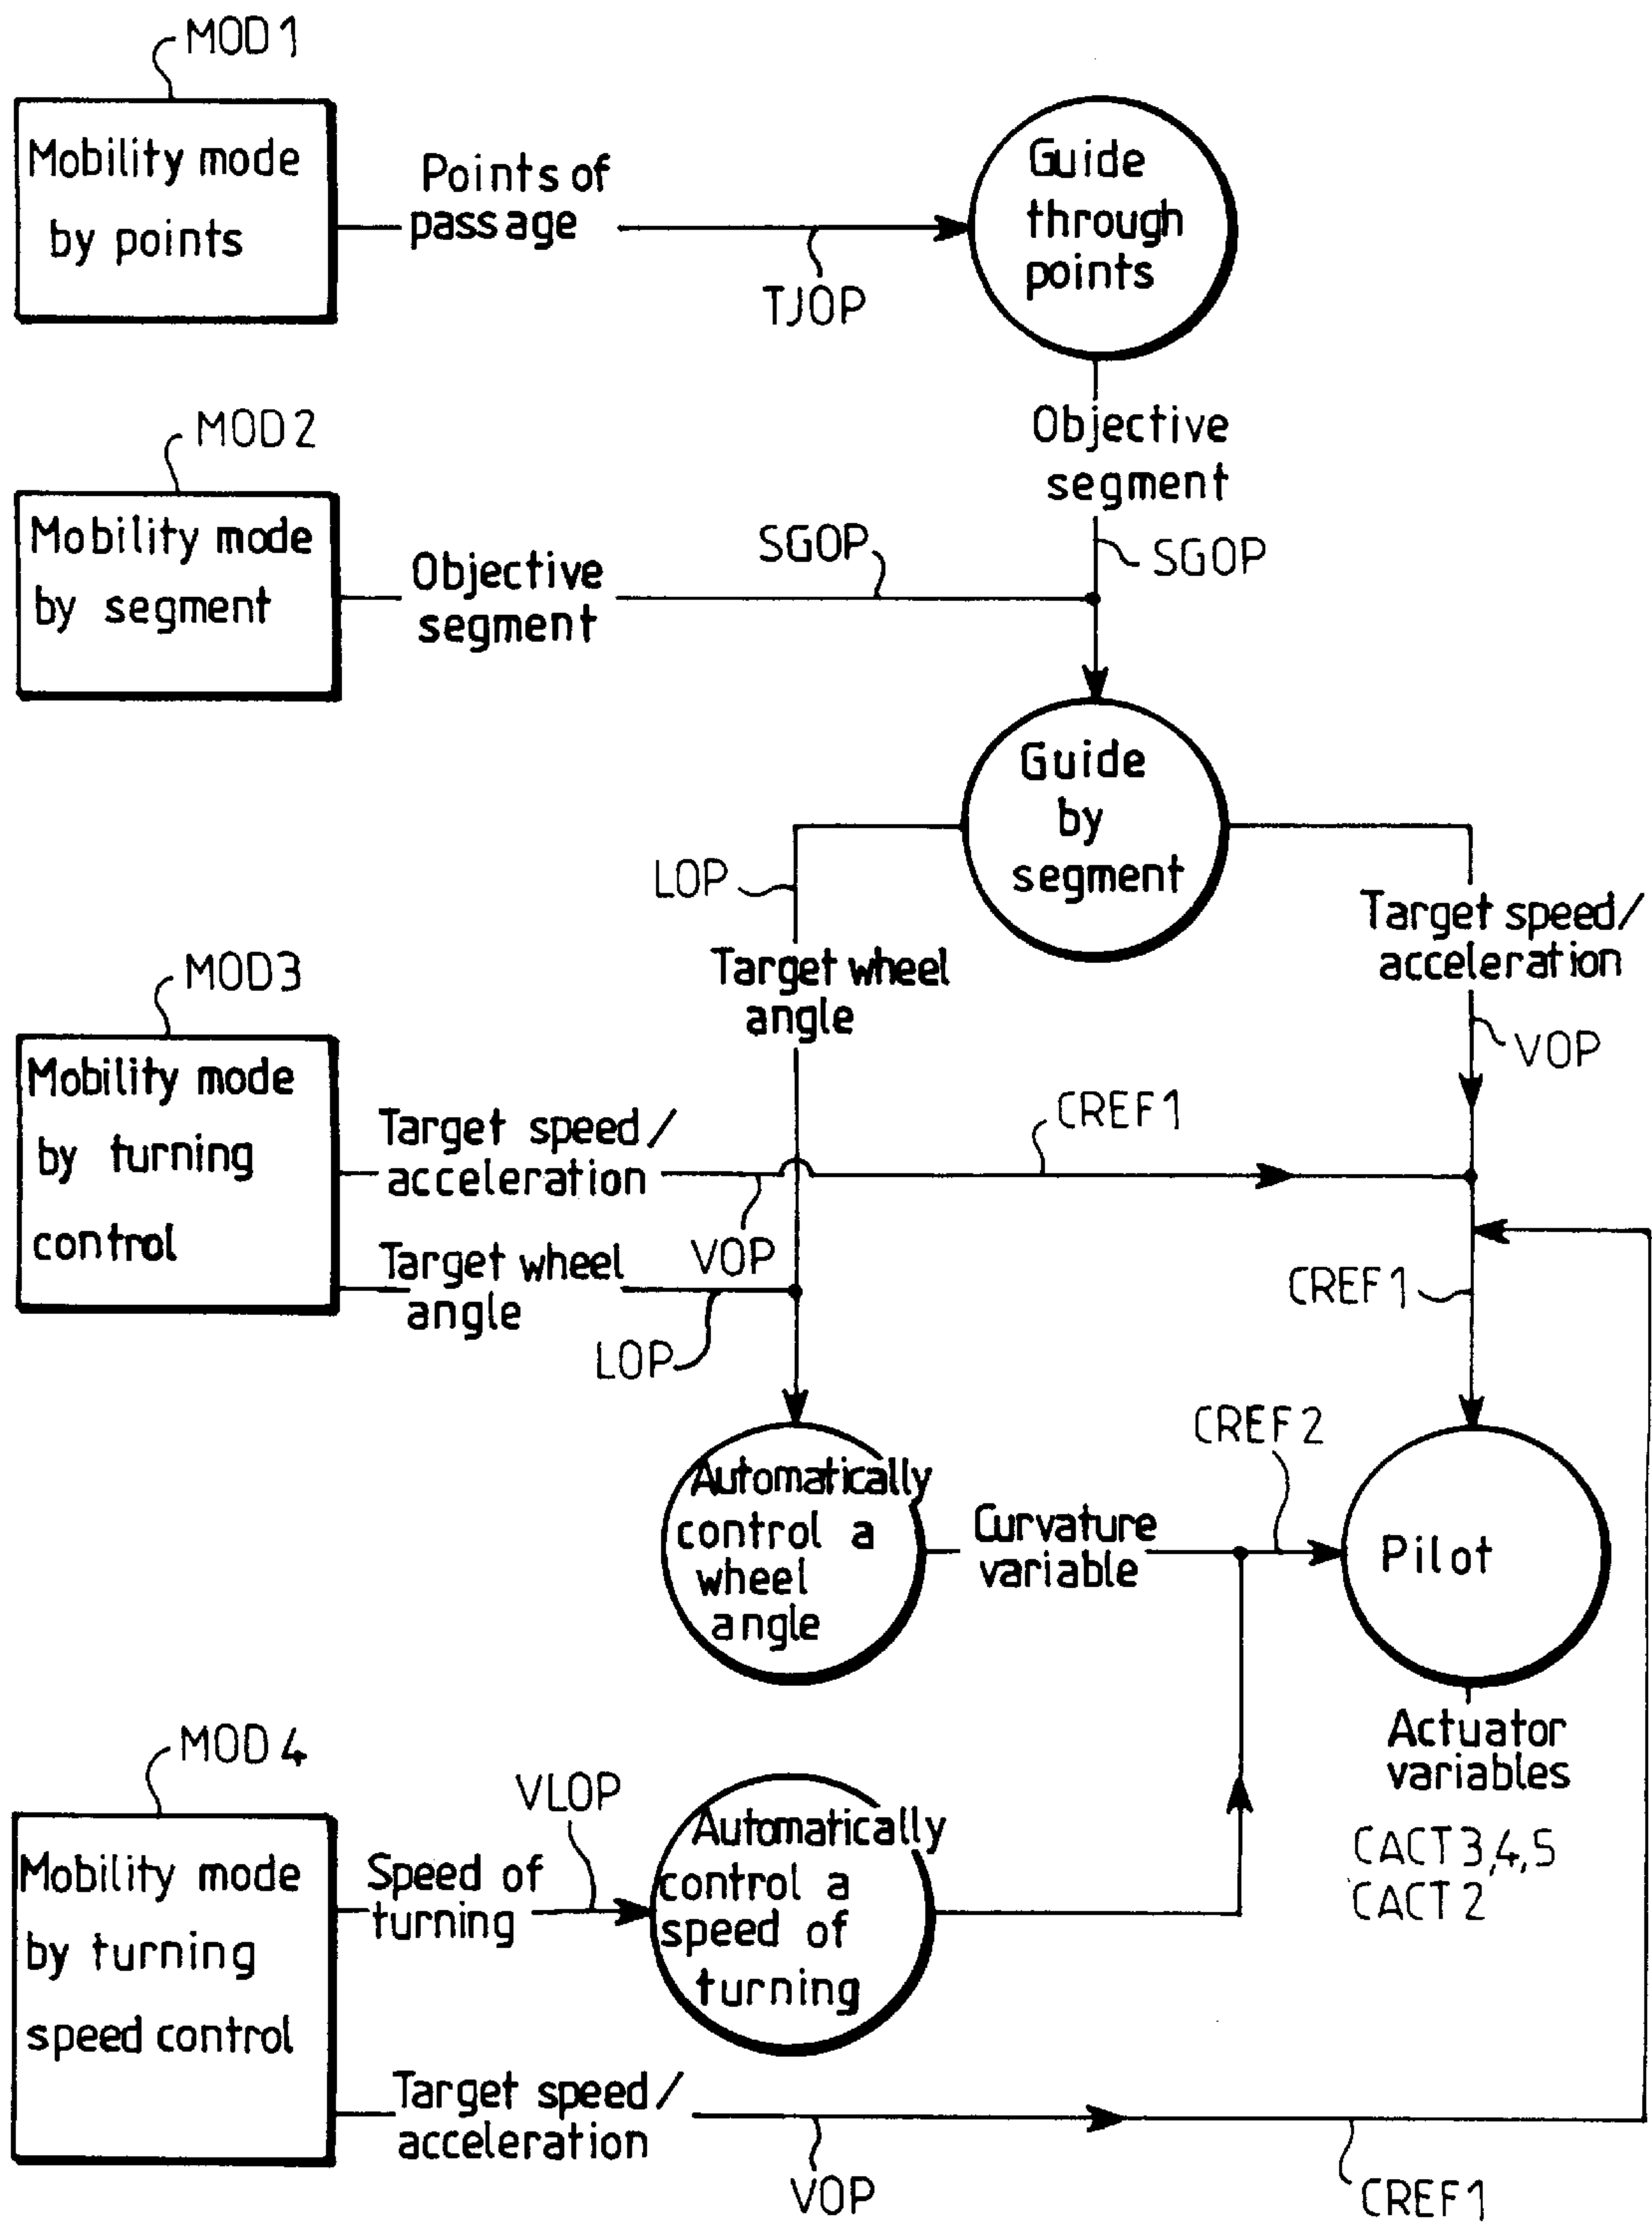 MOD1
Mobility mode
by points
Points of
passage
TJOP
Guide
through
points
Objective
segment
SGOP
MOD2
Mobility mode
by segment
Objective
segment
SGOP
Guide
by
segment
LOP
Target wheel
angle
Target speed/
acceleration
VOP
MOD3
Mobility mode
by turning
control
Target speed/
acceleration
VOP
CREF1
Target wheel
angle
LOP
CREF1
Automatically
control a
wheel
angle
Curvature
variable
CREF2
Pilot
Actuator
variables
CACT3,4,5
CACT2
MOD4
Mobility mode
by turning
speed control
Speed of
turning
VLOP
Automatically
control a
speed of
turning
Target speed/
acceleration
VOP
CREF1